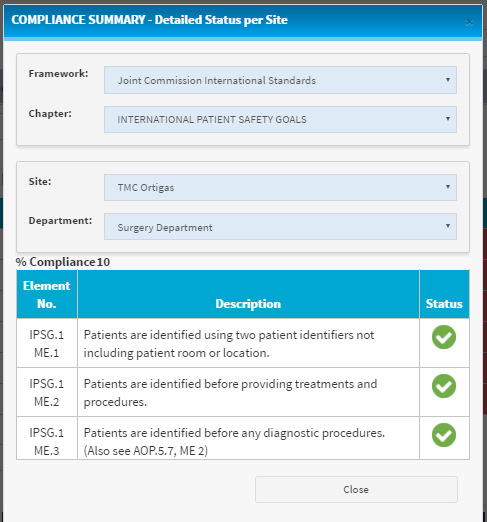 COMPLIANCE SUMMARY - Detailed Status per Site
×
Framework:
Joint Commission International Standards
Chapter:
INTERNATIONAL PATIENT SAFETY GOALS
Site:
TMC Ortigas
Department:
Surgery Department
% Compliance10
Element
No.
Description
Status
IPSG.1
ME.1
Patients are identified using two patient identifiers not
including patient room or location.
IPSG.1
ME.2
Patients are identified before providing treatments and
procedures.
IPSG.1
ME.3
Patients are identified before any diagnostic procedures.
(Also see AOP.5.7, ME 2)
Close